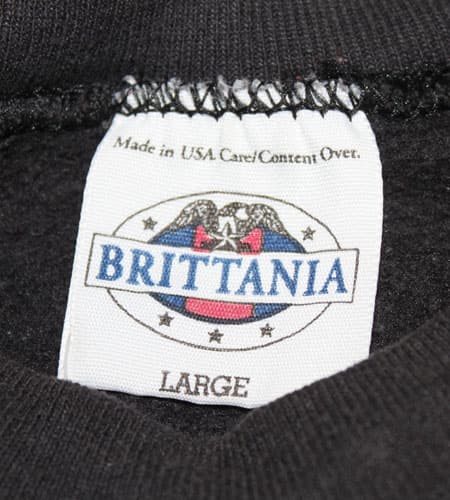 Made in USA Care/Content Over.
BRITTANIA
LARGE